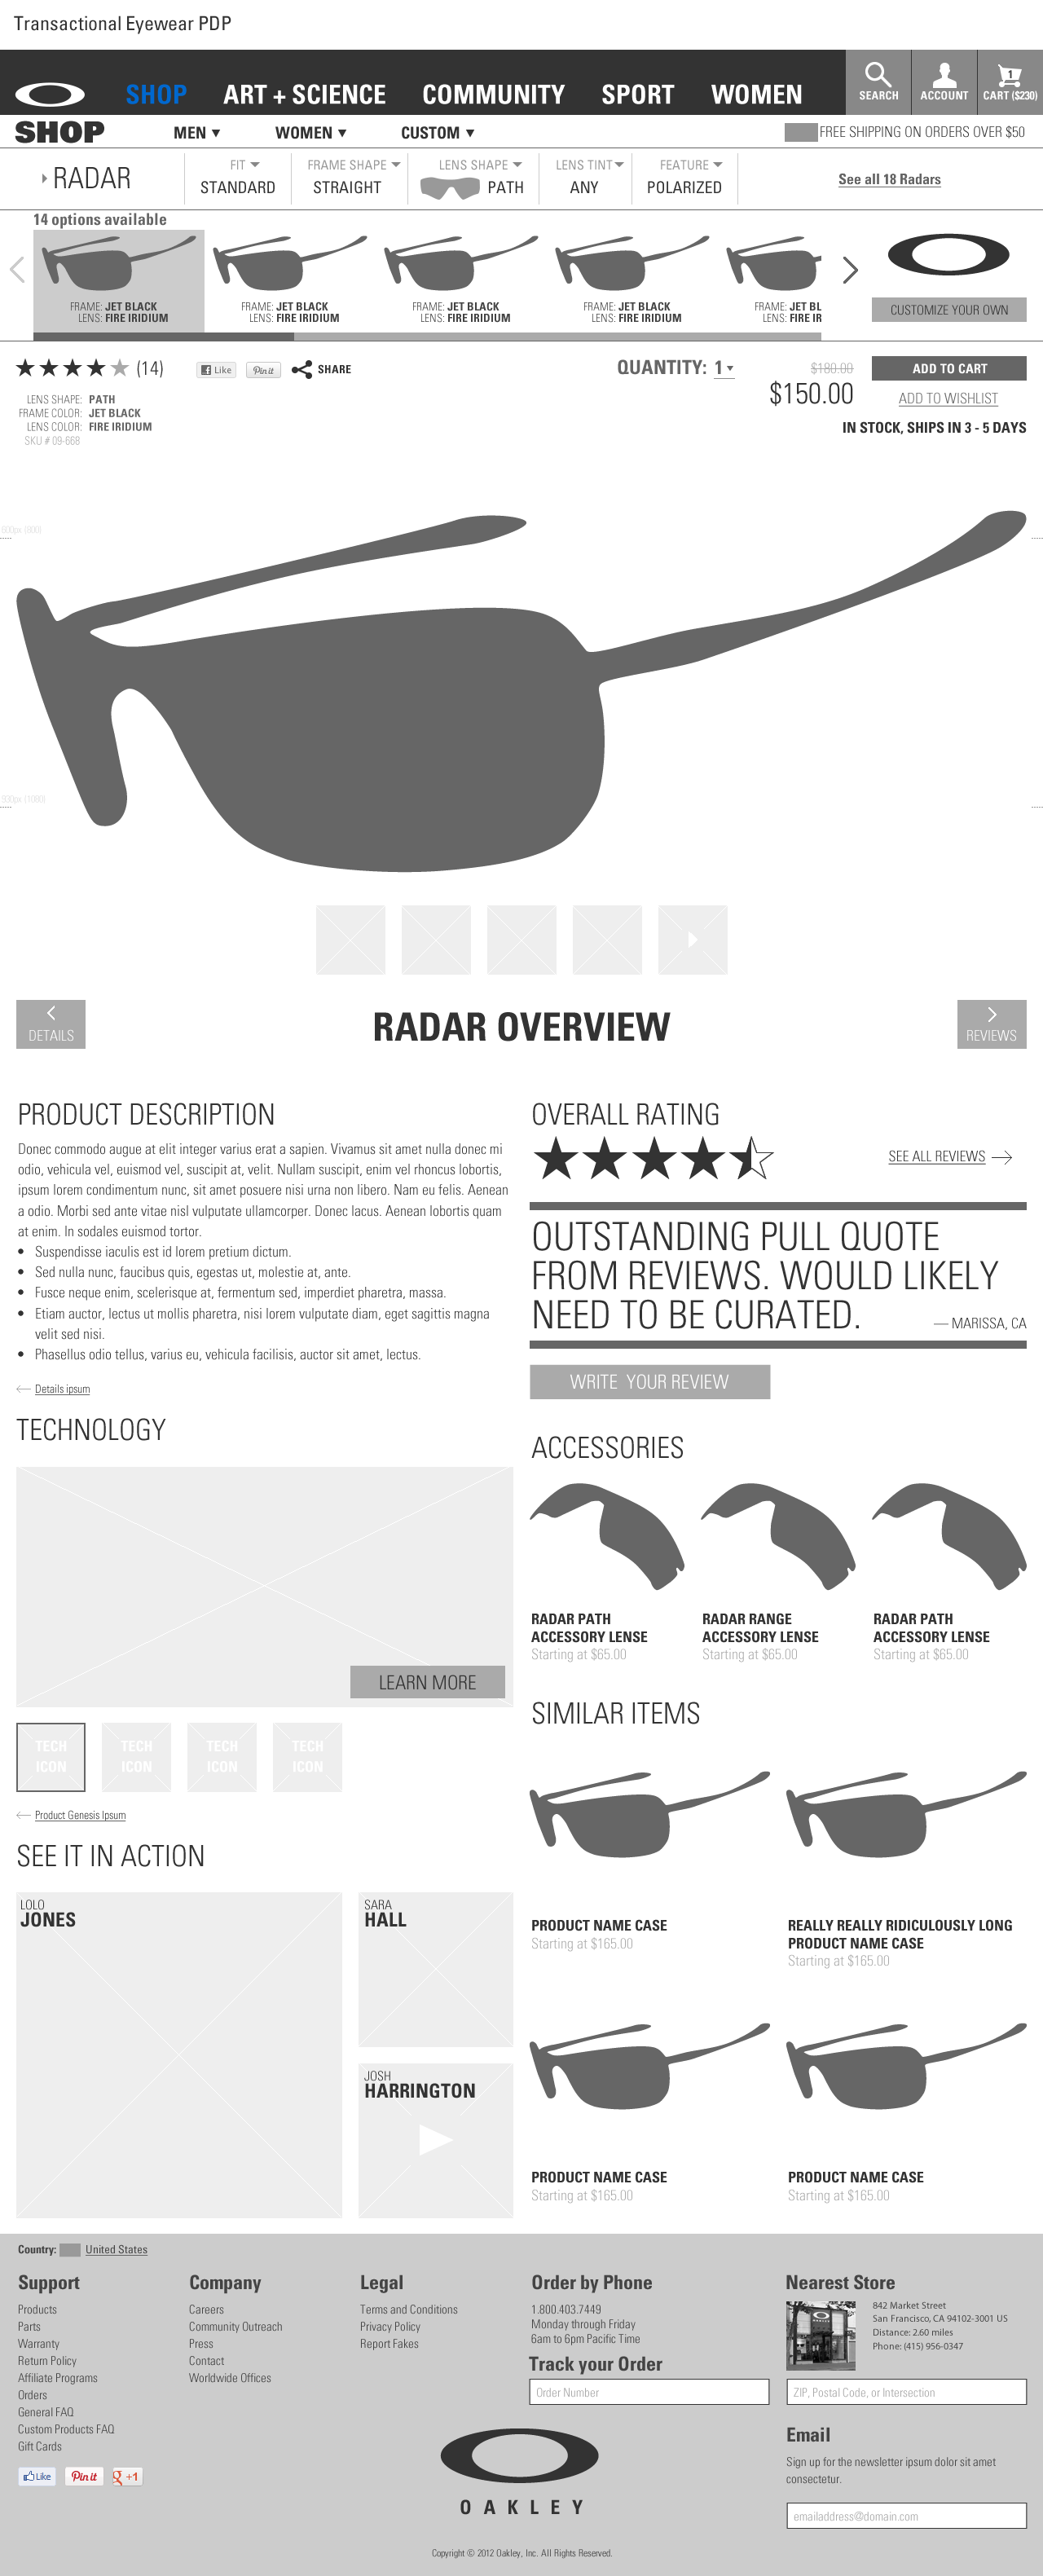 Transactional Eyewear PDP
SHOP ART + SCIENCE COMMUNITY SPORT WOMEN
SEARCH ACCOUNT 1 CART ($230)
SHOP MEN WOMEN CUSTOM
FREE SHIPPING ON ORDERS OVER $50
RADAR
FIT FRAME SHAPE LENS SHAPE LENS TINT FEATURE
STANDARD STRAIGHT PATH ANY POLARIZED
See all 18 Radars
14 options available
FRAME: JET BLACK
LENS: FIRE IRIDIUM
FRAME: JET BLACK
LENS: FIRE IRIDIUM
FRAME: JET BLACK
LENS: FIRE IRIDIUM
FRAME: JET BLACK
LENS: FIRE IRIDIUM
FRAME: JET BL
LENS: FIRE IR
CUSTOMIZE YOUR OWN
(14) Like Pin it SHARE
QUANTITY: 1
$180.00
$150.00
ADD TO CART
ADD TO WISHLIST
IN STOCK, SHIPS IN 3 - 5 DAYS
LENS SHAPE: PATH
FRAME COLOR: JET BLACK
LENS COLOR: FIRE IRIDIUM
SKU # 09-668
DETAILS
RADAR OVERVIEW
REVIEWS
PRODUCT DESCRIPTION
Donec commodo augue at elit integer varius erat a sapien. Vivamus sit amet nulla donec mi
odio, vehicula vel, euismod vel, suscipit at, velit. Nullam suscipit, enim vel rhoncus lobortis,
ipsum lorem condimentum nunc, sit amet posuere nisi urna non libero. Nam eu felis. Aenean
a odio. Morbi sed ante vitae nisl vulputate ullamcorper. Donec lacus. Aenean lobortis quam
at enim. In sodales euismod tortor.
• Suspendisse iaculis est id lorem pretium dictum.
• Sed nulla nunc, faucibus quis, egestas ut, molestie at, ante.
• Fusce neque enim, scelerisque at, fermentum sed, imperdiet pharetra, massa.
• Etiam auctor, lectus ut mollis pharetra, nisi lorem vulputate diam, eget sagittis magna
velit sed nisi.
• Phasellus odio tellus, varius eu, vehicula facilisis, auctor sit amet, lectus.
Details ipsum
TECHNOLOGY
LEARN MORE
TECH
ICON
TECH
ICON
TECH
ICON
TECH
ICON
Product Genesis Ipsum
SEE IT IN ACTION
LOLO
JONES
SARA
HALL
JOSH
HARRINGTON
OVERALL RATING
SEE ALL REVIEWS
OUTSTANDING PULL QUOTE
FROM REVIEWS. WOULD LIKELY
NEED TO BE CURATED.
— MARISSA, CA
WRITE YOUR REVIEW
ACCESSORIES
RADAR PATH
ACCESSORY LENSE
Starting at $65.00
RADAR RANGE
ACCESSORY LENSE
Starting at $65.00
RADAR PATH
ACCESSORY LENSE
Starting at $65.00
SIMILAR ITEMS
PRODUCT NAME CASE
Starting at $165.00
REALLY REALLY RIDICULOUSLY LONG
PRODUCT NAME CASE
Starting at $165.00
PRODUCT NAME CASE
Starting at $165.00
PRODUCT NAME CASE
Starting at $165.00
Country: United States
Support
Products
Parts
Warranty
Return Policy
Affiliate Programs
Orders
General FAQ
Custom Products FAQ
Gift Cards
Like Pin it g +1
Company
Careers
Community Outreach
Press
Contact
Worldwide Offices
Legal
Terms and Conditions
Privacy Policy
Report Fakes
Order by Phone
1.800.403.7449
Monday through Friday
6am to 6pm Pacific Time
Track your Order
Order Number
Nearest Store
842 Market Street
San Francisco, CA 94102-3001 US
Distance: 2.60 miles
Phone: (415) 956-0347
ZIP, Postal Code, or Intersection
Email
Sign up for the newsletter ipsum dolor sit amet
consectetur.
emailaddress@domain.com
OAKLEY
Copyright © 2012 Oakley, Inc. All Rights Reserved.